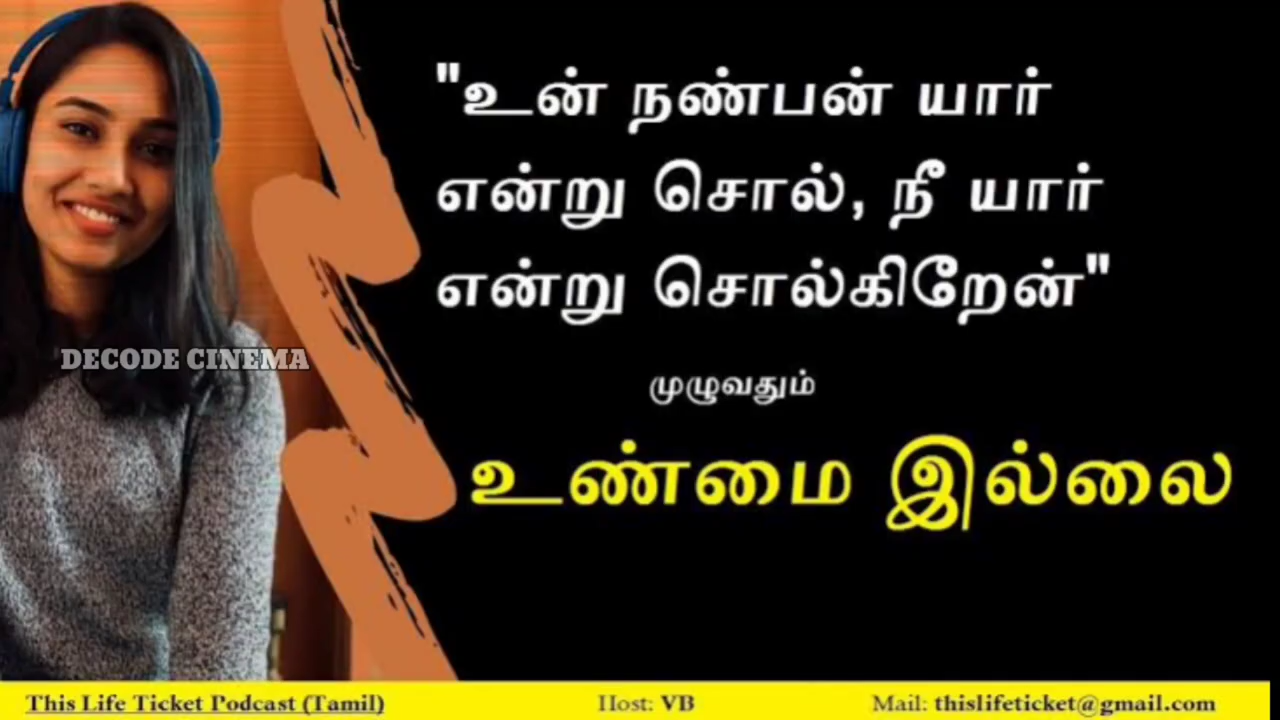 "உன் நண்பன் யார்
என்று சொல், நீ யார்
என்று சொல்கிறேன்"
முழுவதும்
உண்மை இல்லை
DECODE CINEMA
This Life Ticket Podcast (Tamil) Host: VB Mail: thislifeticket@gmail.com